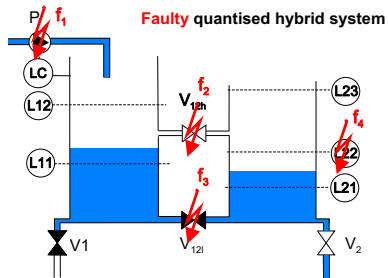 Faulty quantised hybrid system
P
f1
LC
L12
V12h
f2
L23
f4
L11
L22
f3
L21
V1
V12l
V2